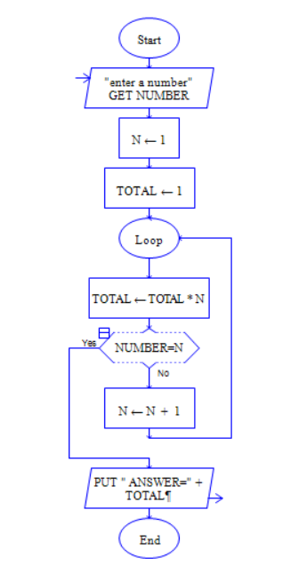 Start
"enter a number"
GET NUMBER
N ← 1
TOTAL ← 1
Loop
TOTAL ← TOTAL * N
Yes
NUMBER=N
No
N ← N + 1
PUT " ANSWER=" +
TOTAL¶
End